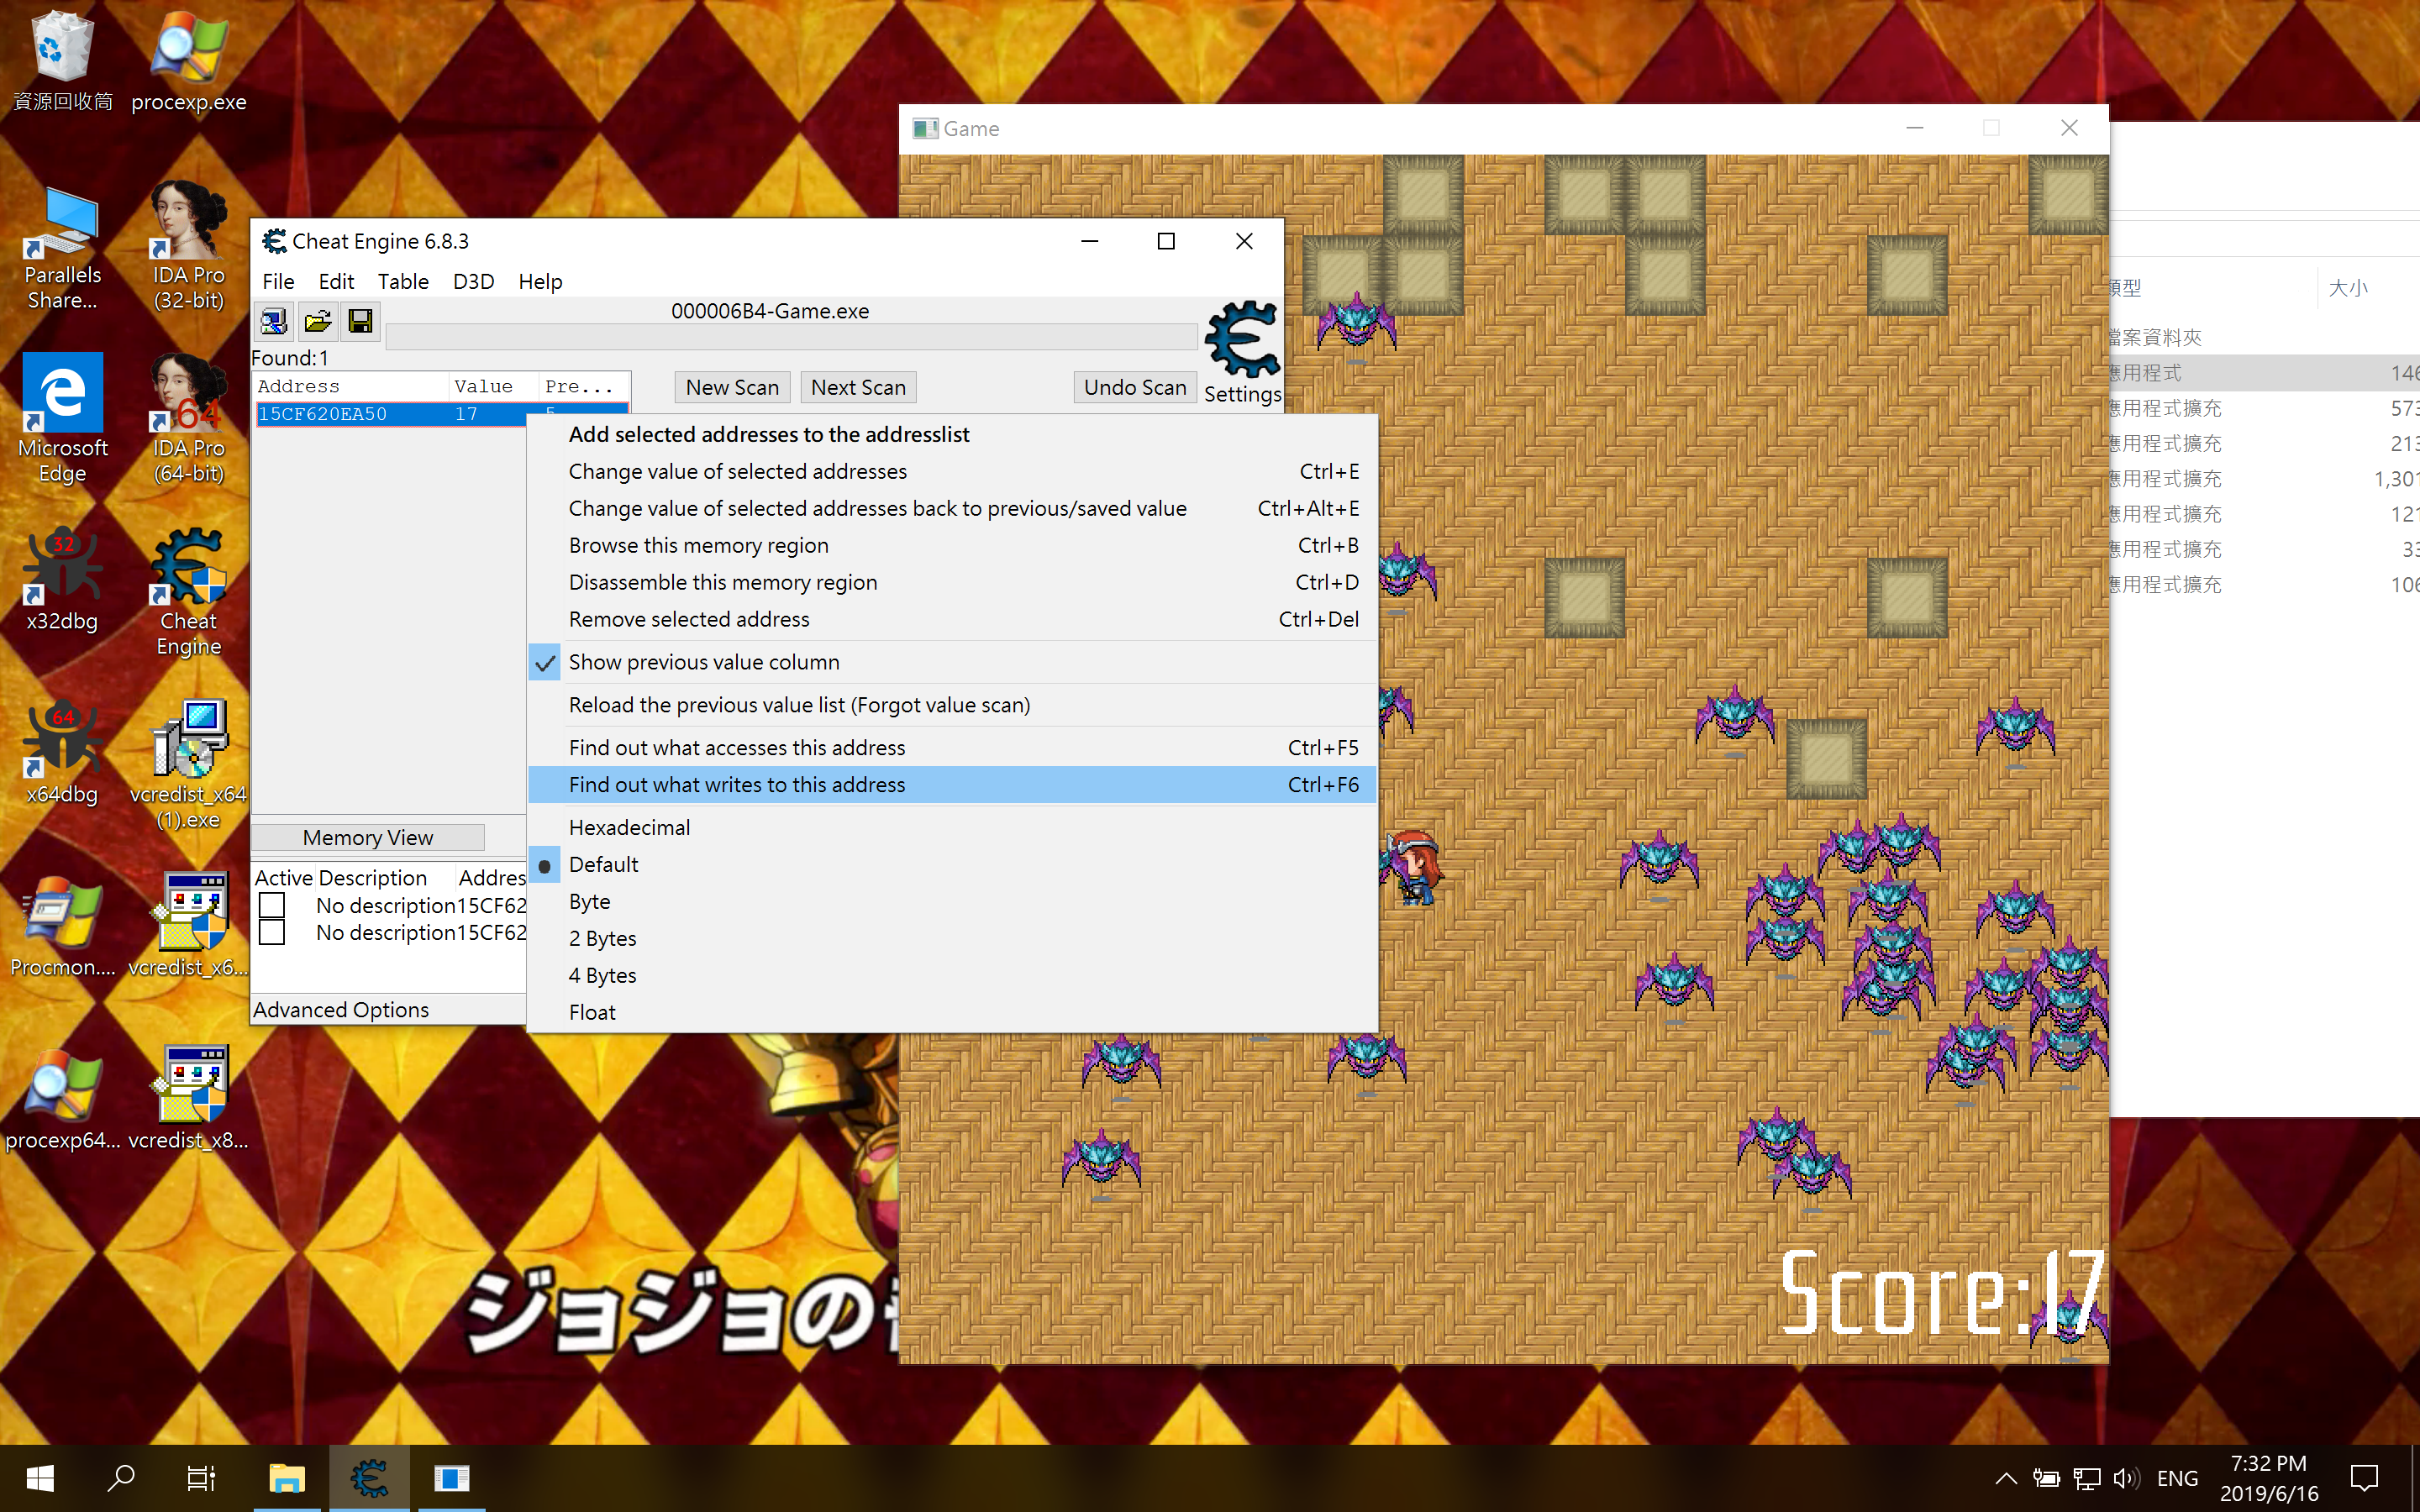 資源回收筒
procexp.exe
Parallels
Share...
IDA Pro
(32-bit)
Microsoft
Edge
64
IDA Pro
(64-bit)
32
x32dbg
Cheat
Engine
64
x64dbg
vcredist_x64
(1).exe
Procmon....
vcredist_x6...
procexp64...
vcredist_x8...
Cheat Engine 6.8.3
File Edit Table D3D Help
000006B4-Game.exe
Found:1
Address Value Pre...
New Scan Next Scan Undo Scan Settings
15CF620EA50 17 5
Add selected addresses to the addresslist
Change value of selected addresses Ctrl+E
Change value of selected addresses back to previous/saved value Ctrl+Alt+E
Browse this memory region Ctrl+B
Disassemble this memory region Ctrl+D
Remove selected address Ctrl+Del
Show previous value column
Reload the previous value list (Forgot value scan)
Find out what accesses this address Ctrl+F5
Find out what writes to this address Ctrl+F6
Hexadecimal
Default
Byte
2 Bytes
4 Bytes
Float
Memory View
Active Description Addres
No description 15CF62
No description 15CF62
Advanced Options
Game
Score:17
類型 大小
檔案資料夾
應用程式 146
應用程式擴充 573
應用程式擴充 213
應用程式擴充 1,301
應用程式擴充 121
應用程式擴充 33
應用程式擴充 106
ジョジョの
ENG
7:32 PM
2019/6/16